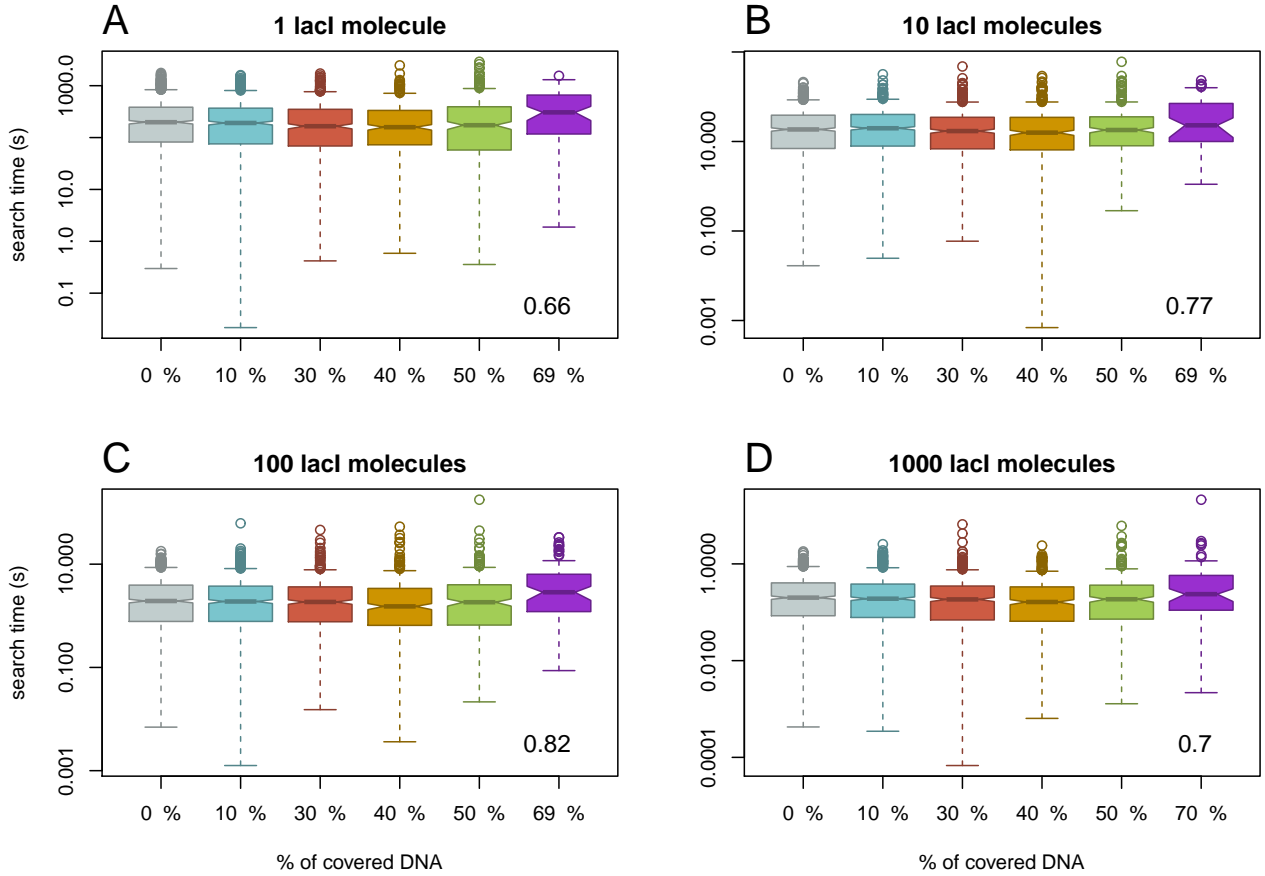 A
1 lacI molecule
search time (s)
1000.0
10.0
1.0
0.1
0.66
0 % 10 % 30 % 40 % 50 % 69 %
B
10 lacI molecules
10.000
0.100
0.001
0.77
0 % 10 % 30 % 40 % 50 % 69 %
C
100 lacI molecules
search time (s)
10.000
0.100
0.001
0.82
0 % 10 % 30 % 40 % 50 % 69 %
% of covered DNA
D
1000 lacI molecules
1.0000
0.0100
0.0001
0.7
0 % 10 % 30 % 40 % 50 % 70 %
% of covered DNA